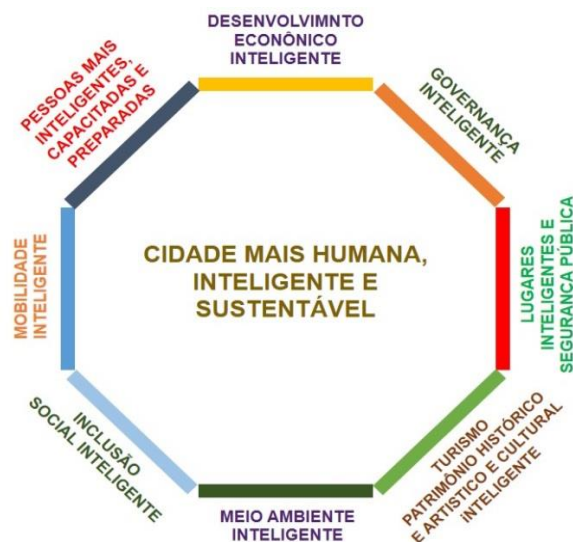 DESENVOLVIMNTO
ECONÔMICO
INTELIGENTE
GOVERNANÇA
INTELIGENTE
LUGARES
INTELIGENTES E
SEGURANÇA PÚBLICA
TURISMO
PATRIMÔNIO HISTÓRICO
E ARTÍSTICO E CULTURAL
iNTELIGENTE
MEIO AMBIENTE
INTELIGENTE
INCLUSÃO
SOCIAL INTELIGENTE
MOBILIDADE
INTELIGENTE
PESSOAS MAIS
INTELIGENTES,
CAPACITADAS E
PREPARADAS
CIDADE MAIS HUMANA,
INTELIGENTE E
SUSTENTÁVEL